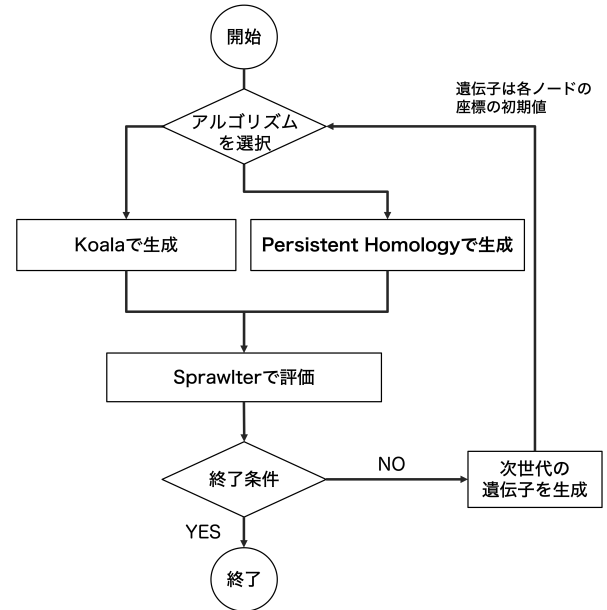 開始
遺伝子は各ノードの
座標の初期値
アルゴリズム
を選択
Koalaで生成
Persistent Homologyで生成
Sprawlterで評価
終了条件
NO
次世代の
遺伝子を生成
YES
終了